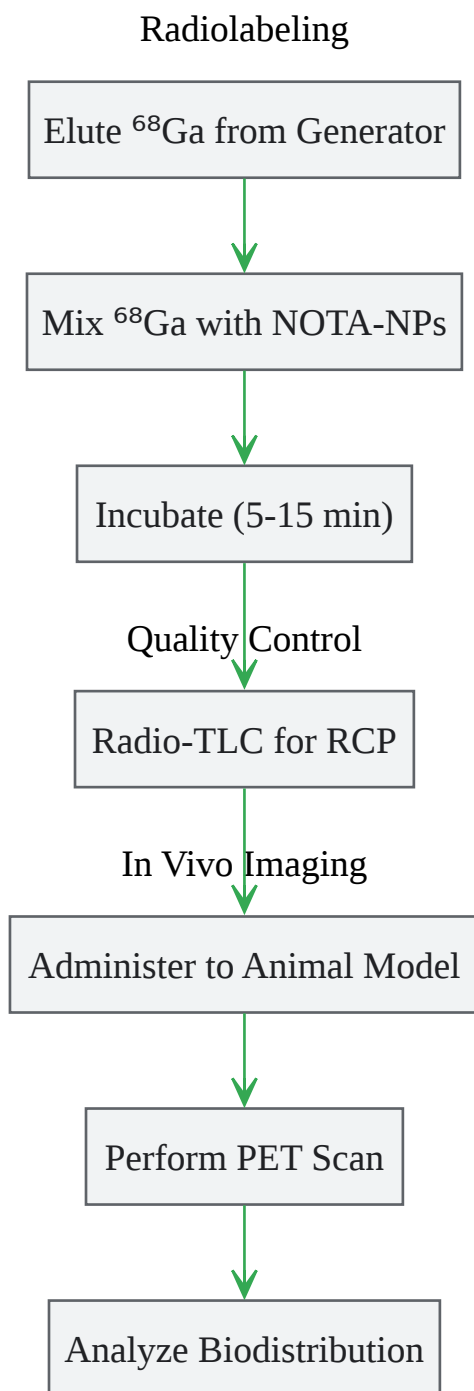 Radiolabeling
Elute ⁶⁸Ga from Generator
Mix ⁶⁸Ga with NOTA-NPs
Incubate (5-15 min)
Quality Control
Radio-TLC for RCP
In Vivo Imaging
Administer to Animal Model
Perform PET Scan
Analyze Biodistribution